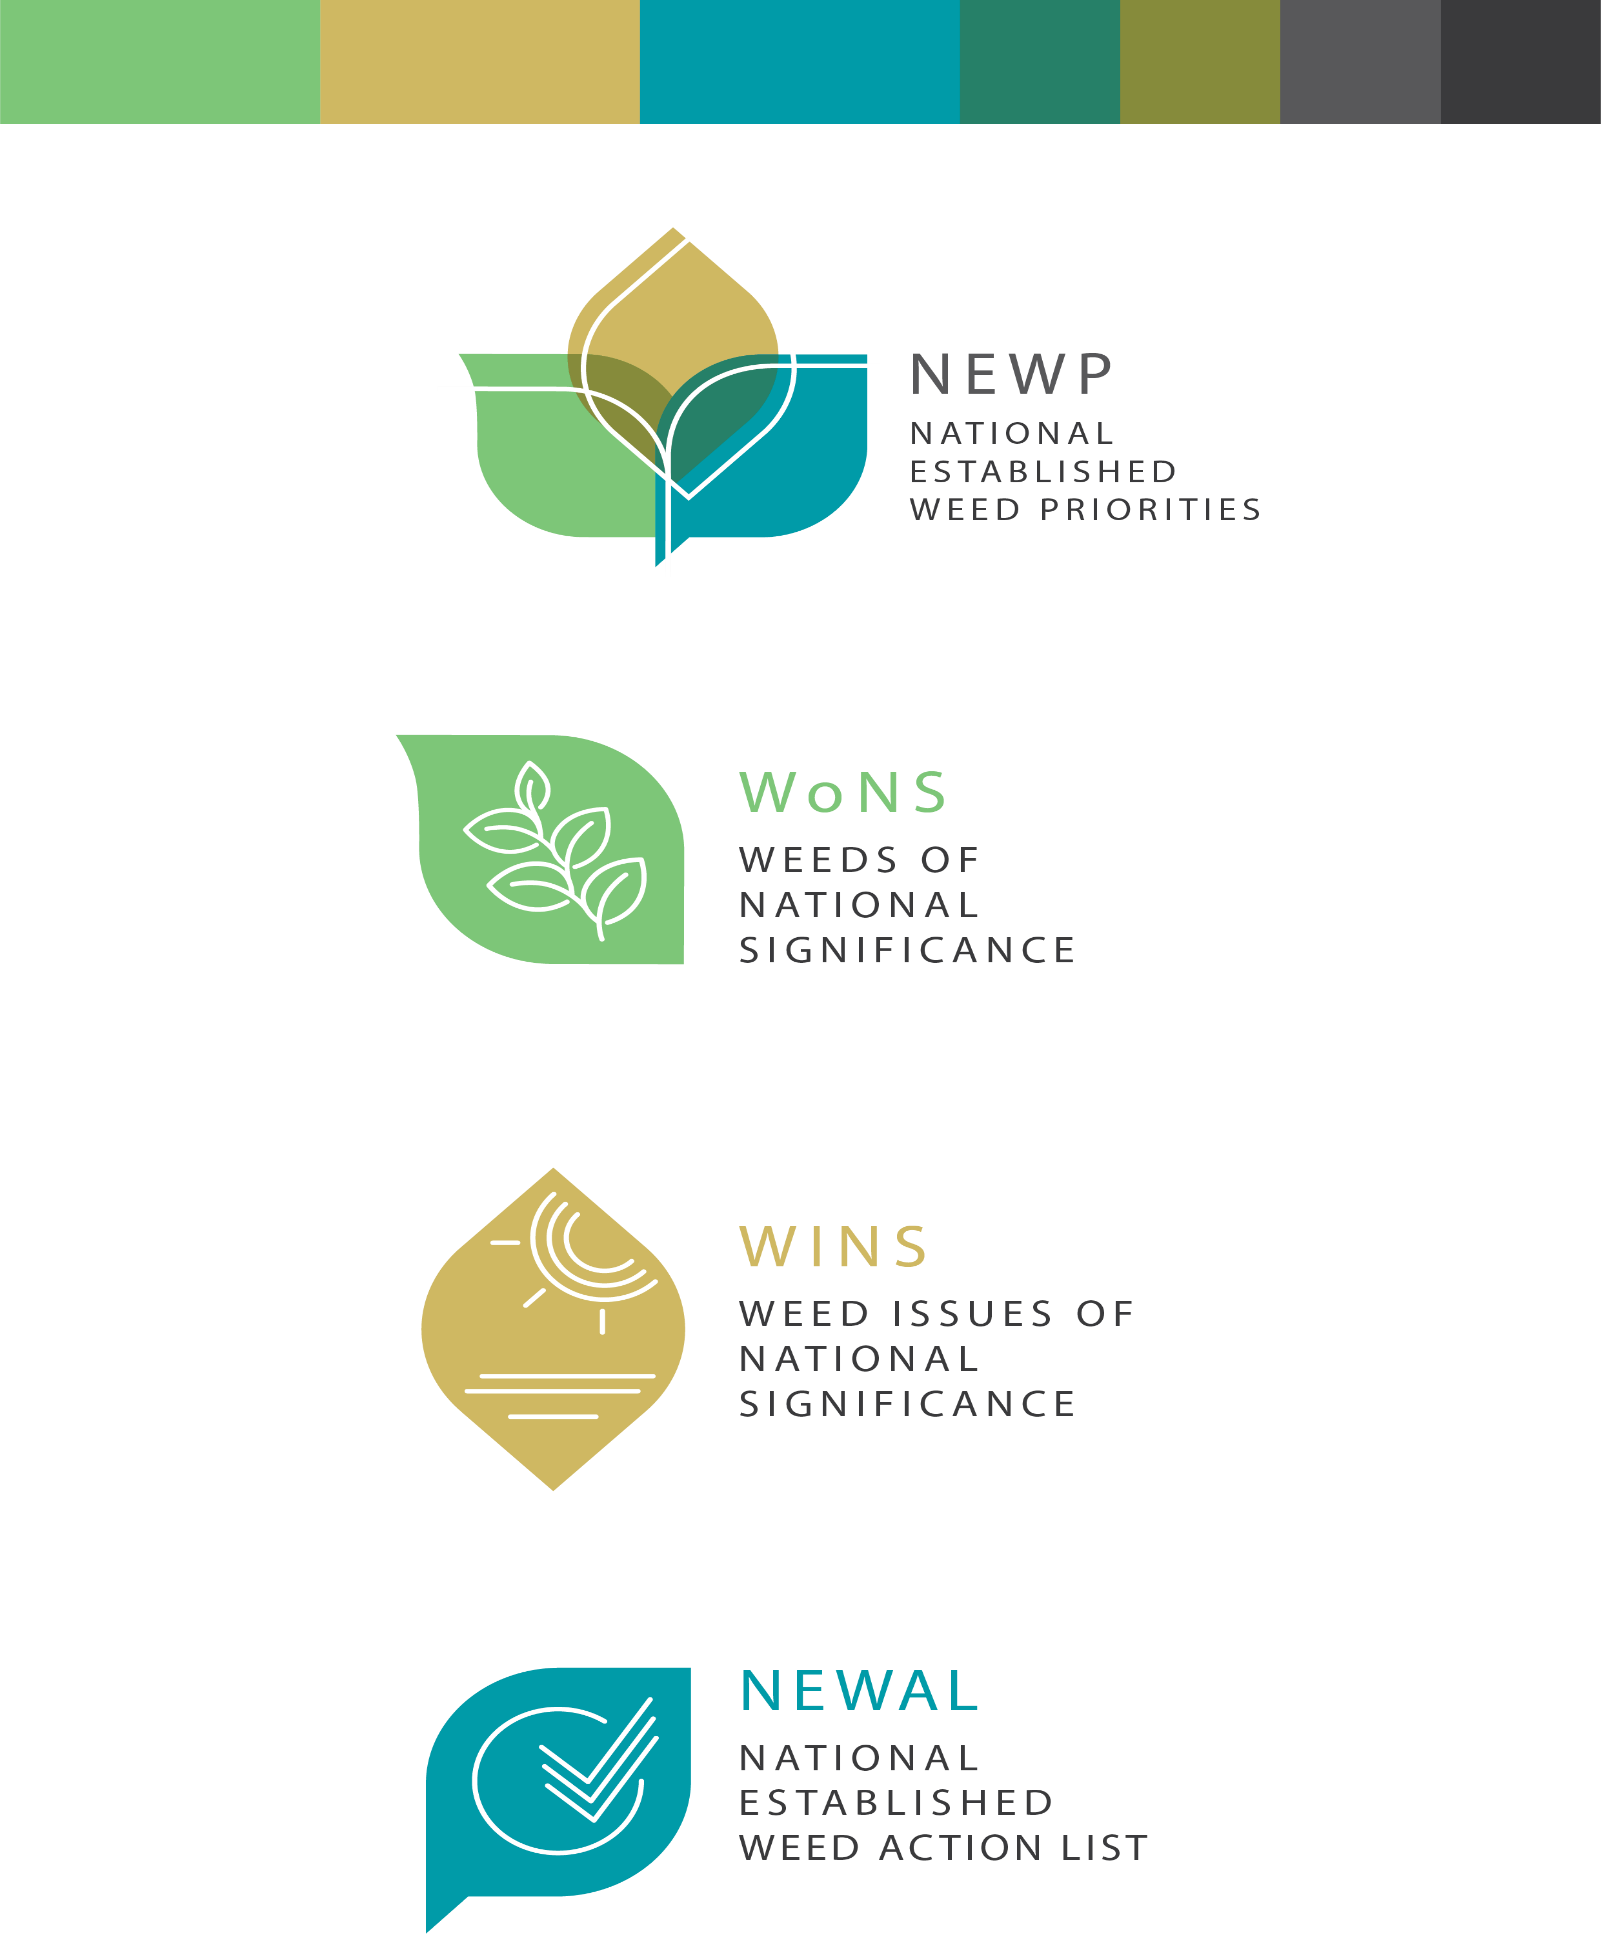 NEWP
NATIONAL
ESTABLISHED
WEED PRIORITIES
WoNS
WEEDS OF
NATIONAL
SIGNIFICANCE
WINS
WEED ISSUES OF
NATIONAL
SIGNIFICANCE
NEWAL
NATIONAL
ESTABLISHED
WEED ACTION LIST